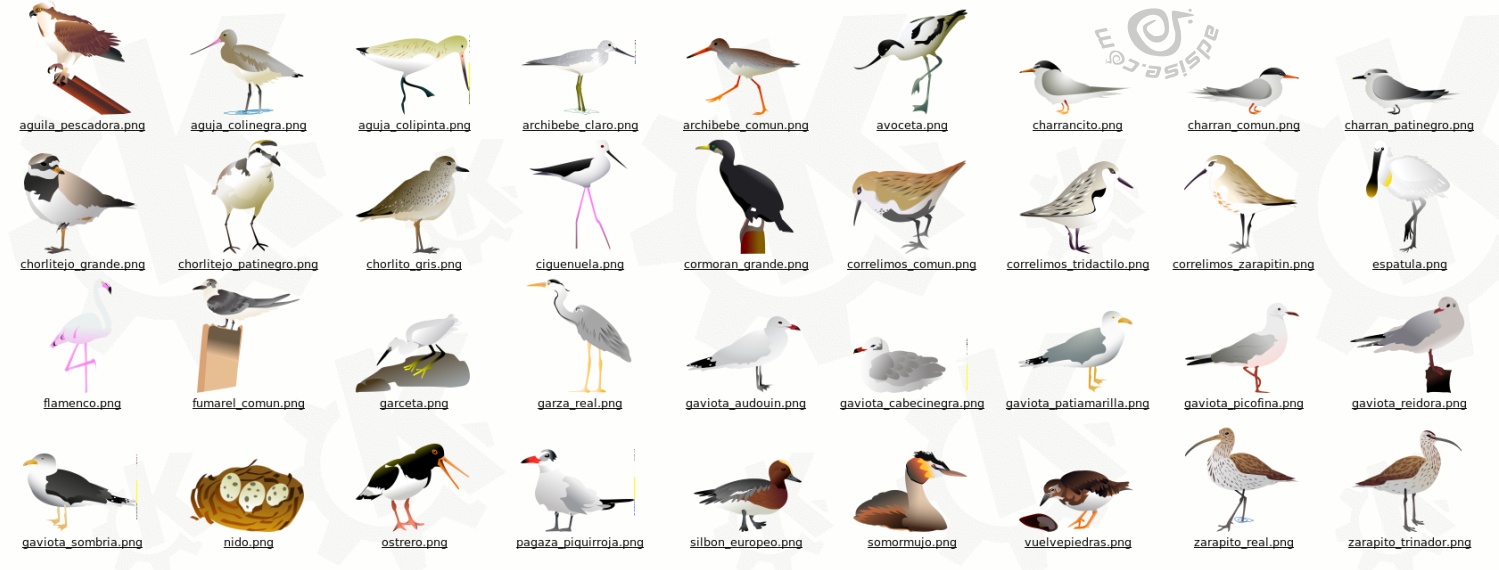 adsise.com
aguila_pescadora.png aguja_colinegra.png aguja_colipinta.png archibebe_claro.png archibebe_comun.png avoceta.png charrancito.png charran_comun.png charran_patinegro.png
chorlitejo_grande.png chorlitejo_patinegro.png chorlito_gris.png ciguenuela.png cormoran_grande.png correlimos_comun.png correlimos_tridactilo.png correlimos_zarapitin.png espatula.png
flamenco.png fumarel_comun.png garceta.png garza_real.png gaviota_audouin.png gaviota_cabecinegra.png gaviota_patiamarilla.png gaviota_picofina.png gaviota_reidora.png
gaviota_sombria.png nido.png ostrero.png pagaza_piquirroja.png silbon_europeo.png somormujo.png vuelvepiedras.png zarapito_real.png zarapito_trinador.png